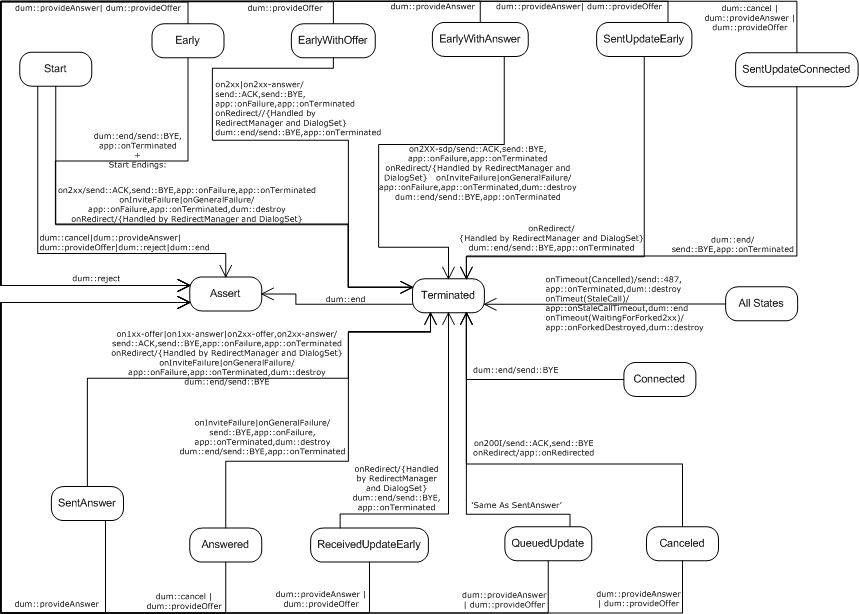 dum::provideAnswer| dum::provideOffer
dum::provideOffer
dum::provideAnswer
dum::provideAnswer| dum::provideOffer
dum::cancel |
dum::provideAnswer |
dum::provideOffer
Early
EarlyWithOffer
EarlyWithAnswer
SentUpdateEarly
SentUpdateConnected
Start
on2xx|on2xx-answer/
send::ACK,send::BYE,
app::onFailure,app::onTerminated
onRedirect//{Handled by
RedirectManager and DialogSet}
dum::end/send::BYE,app::onTerminated
dum::end/send::BYE,
app::onTerminated
+
Start Endings:
on2XX-sdp/send::ACK,send::BYE,
app::onFailure,app::onTerminated
onRedirect/{Handled by RedirectManager and
DialogSet} onInviteFailure|onGeneralFailure/
app::onFailure,app::onTerminated,dum::destroy
dum::end/send::BYE,app::onTerminated
on2xx/send::ACK,send::BYE,app::onFailure,app::onTerminated
onInviteFailure|onGeneralFailure/
app::onFailure,app::onTerminated,dum::destroy
onRedirect/{Handled by RedirectManager and DialogSet}
onRedirect/
{Handled by RedirectManager and DialogSet}
dum::end/send::BYE,app::onTerminated
dum::end/
send::BYE,app::onTerminated
dum::cancel|dum::provideAnswer|
dum::provideOffer|dum::reject|dum::end
dum::reject
Assert
dum::end
Terminated
onTimeout(Cancelled)/send::487,
app::onTerminated,dum::destroy
onTimeout(StaleCall)/
app::onStaleCallTimeout,dum::end
onTimeout(WaitingForForked2xx)/
app::onForkedDestroyed,dum::destroy
All States
on1xx-offer|on1xx-answer|on2xx-offer,on2xx-answer/
send::ACK,send::BYE,app::onFailure,app::onTerminated
onRedirect/{Handled by RedirectManager and DialogSet}
onInviteFailure|onGeneralFailure/
app::onFailure,app::onTerminated,dum::destroy
dum::end/send::BYE
dum::end/send::BYE
Connected
onInviteFailure|onGeneralFailure/
send::BYE,app::onFailure,
app::onTerminated,dum::destroy
dum::end/send::BYE,app::onTerminated
on200I/send::ACK,send::BYE
onRedirect/app::onRedirected
onRedirect/{Handled
by RedirectManager
and DialogSet}
dum::end/send::BYE,
app::onTerminated
'Same As SentAnswer'
SentAnswer
Answered
ReceivedUpdateEarly
QueuedUpdate
Canceled
dum::provideAnswer
dum::cancel |
dum::provideOffer
dum::provideAnswer |
dum::provideOffer
dum::provideAnswer
| dum::provideOffer
dum::provideAnswer
| dum::provideOffer